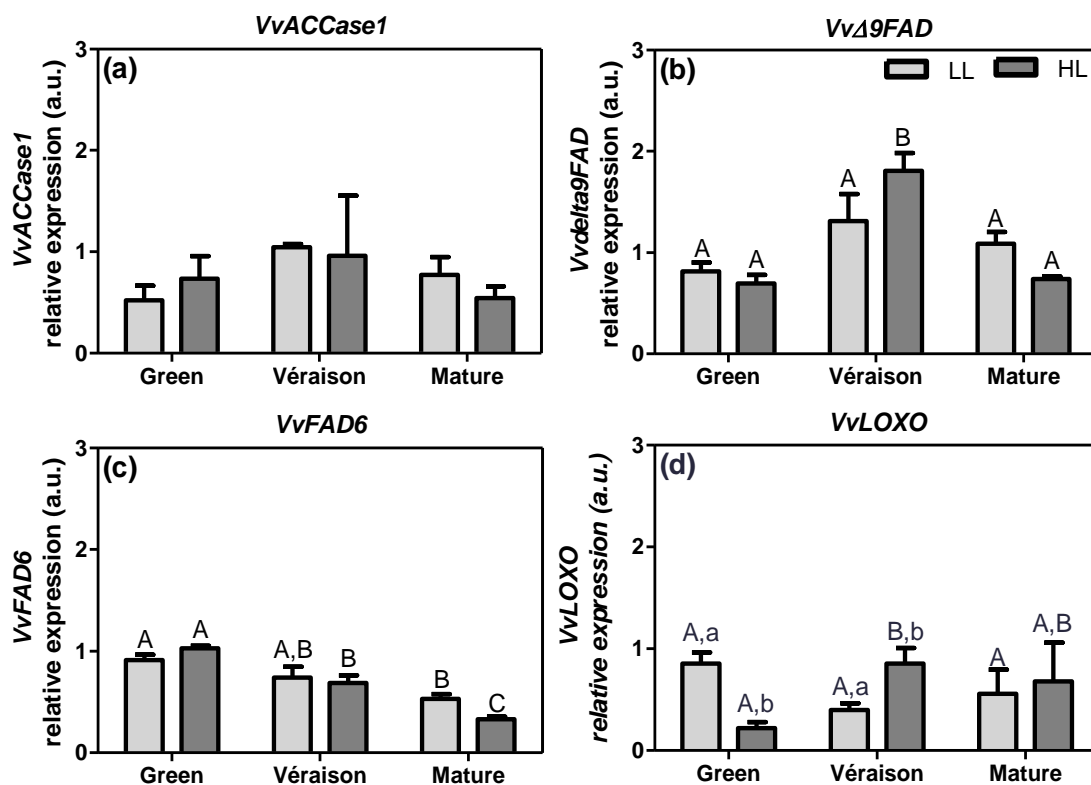 VvACCase1
(a)
VvACCase1
relative expression (a.u.)
3
2
1
0
Green Véraison Mature
VvΔ9FAD
(b)
LL HL
Vvdelta9FAD
relative expression (a.u.)
3
2
1
0
A A A B A A
Green Véraison Mature
VvFAD6
(c)
VvFAD6
relative expression (a.u.)
3
2
1
0
A A A,B B B C
Green Véraison Mature
VvLOXO
(d)
VvLOXO
relative expression (a.u.)
3
2
1
0
A,a A,b A,a B,b A A,B
Green Véraison Mature